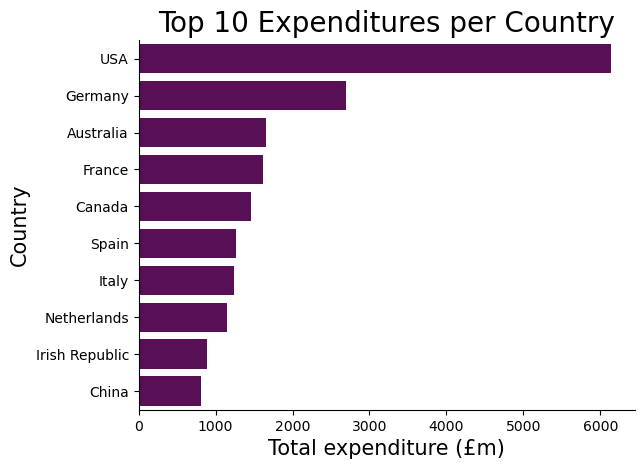 Top 10 Expenditures per Country
USA
Germany
Australia
France
Canada
Spain
Italy
Netherlands
Irish Republic
China
Country
0 1000 2000 3000 4000 5000 6000
Total expenditure (£m)